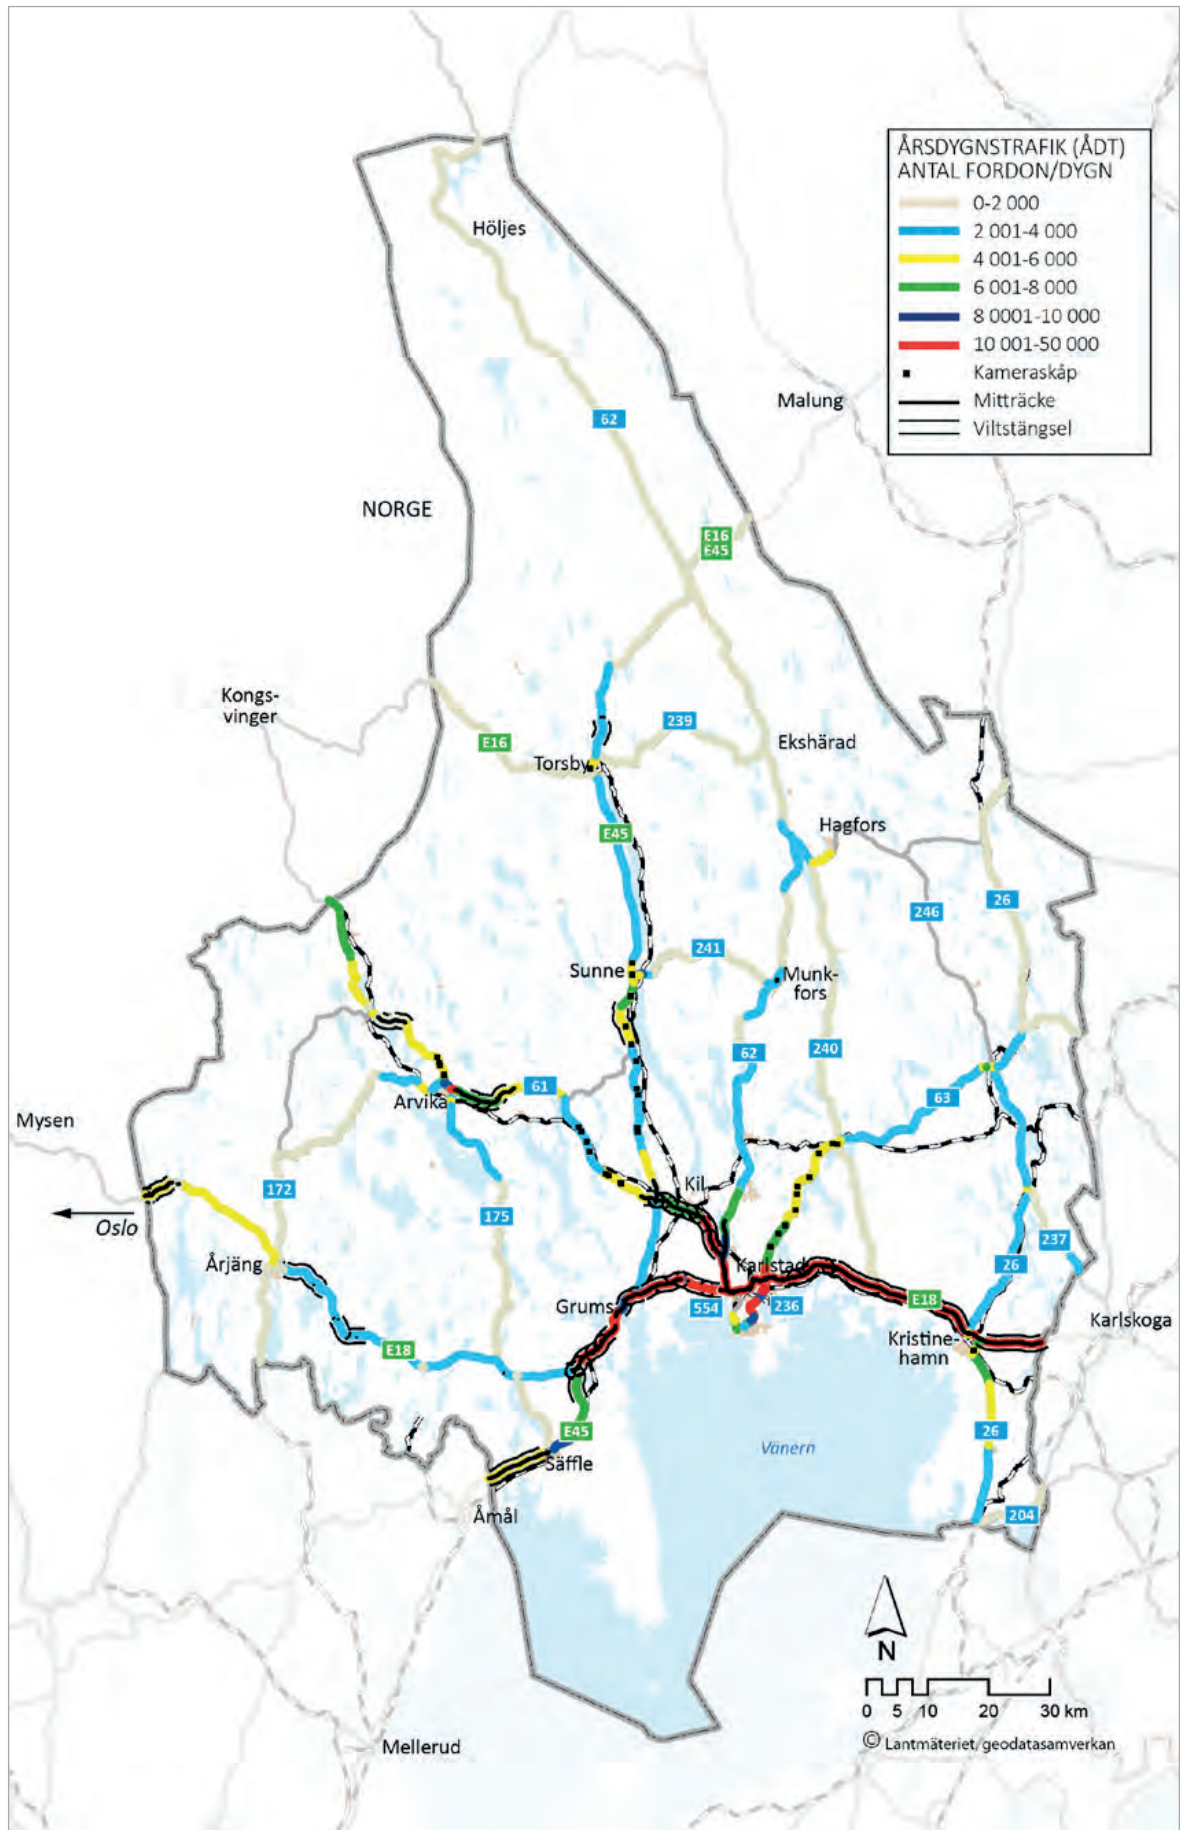 ÅRSDYGNSTRAFIK (ÅDT)
ANTAL FORDON/DYGN
0-2 000
2 001-4 000
4 001-6 000
6 001-8 000
8 0001-10 000
10 001-50 000
Kameraskåp
Mitträcke
Viltstängsel
Höljes
Malung
62
NORGE
E16
E45
Kongs-
vinger
239
E16
Ekshärad
Torsby
E45
Hagfors
26
246
241
Sunne
Munk-
fors
62
240
61
63
Arvika
Mysen
Kil
172
175
Oslo
237
Årjäng
Karlstad
26
Grums
554
236
E18
Karlskoga
Kristine-
hamn
E18
E45
26
Vänern
Säffle
Åmål
204
N
0 5 10 20 30 km
© Lantmäteriet, geodatasamverkan
Mellerud